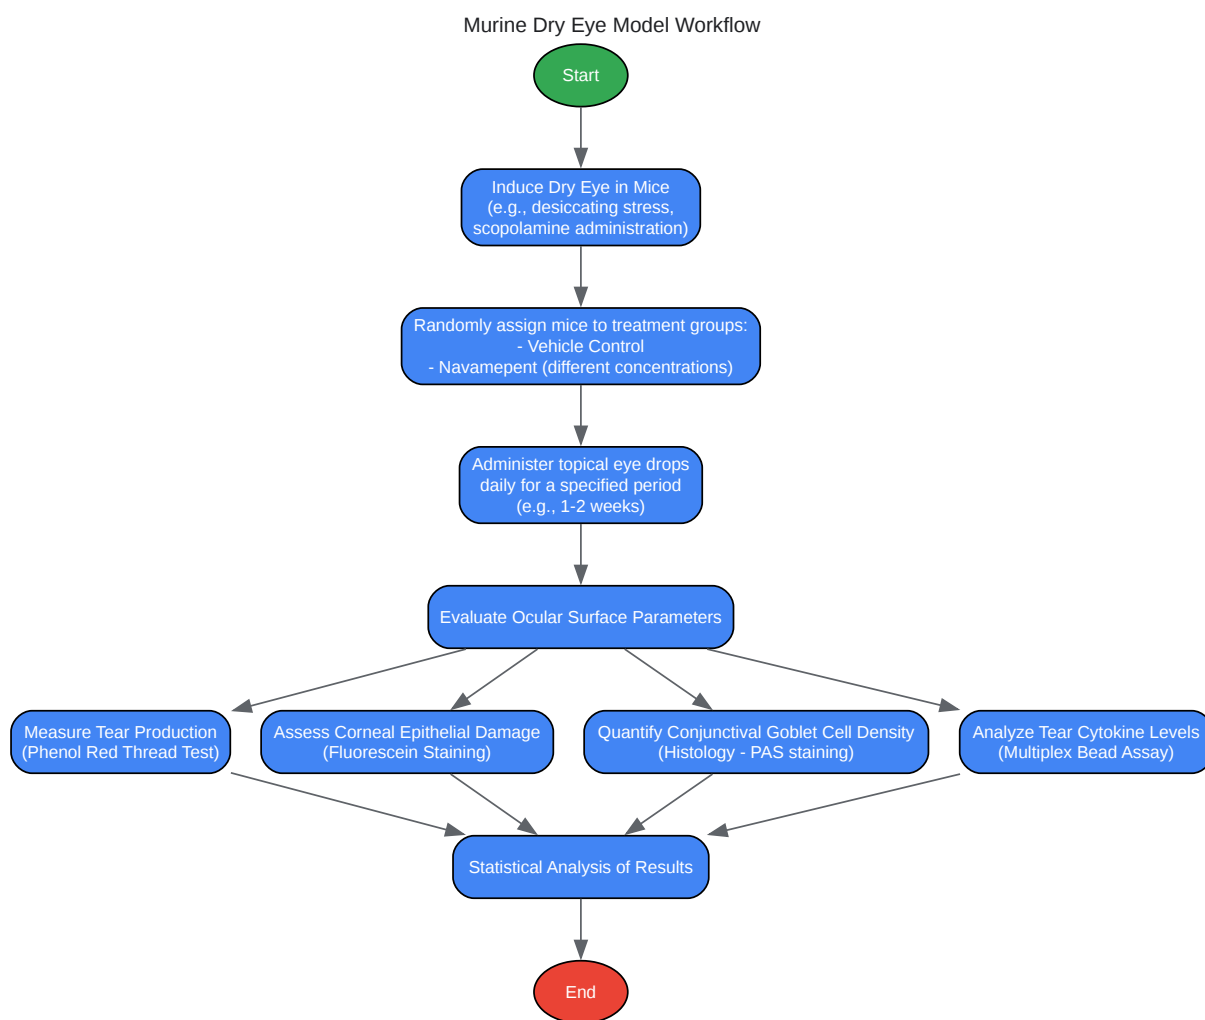 Murine Dry Eye Model Workflow
Start
Induce Dry Eye in Mice
(e.g., desiccating stress,
scopolamine administration)
Randomly assign mice to treatment groups:
- Vehicle Control
- Navamepent (different concentrations)
Administer topical eye drops
daily for a specified period
(e.g., 1-2 weeks)
Evaluate Ocular Surface Parameters
Measure Tear Production
(Phenol Red Thread Test)
Assess Corneal Epithelial Damage
(Fluorescein Staining)
Quantify Conjunctival Goblet Cell Density
(Histology - PAS staining)
Analyze Tear Cytokine Levels
(Multiplex Bead Assay)
Statistical Analysis of Results
End